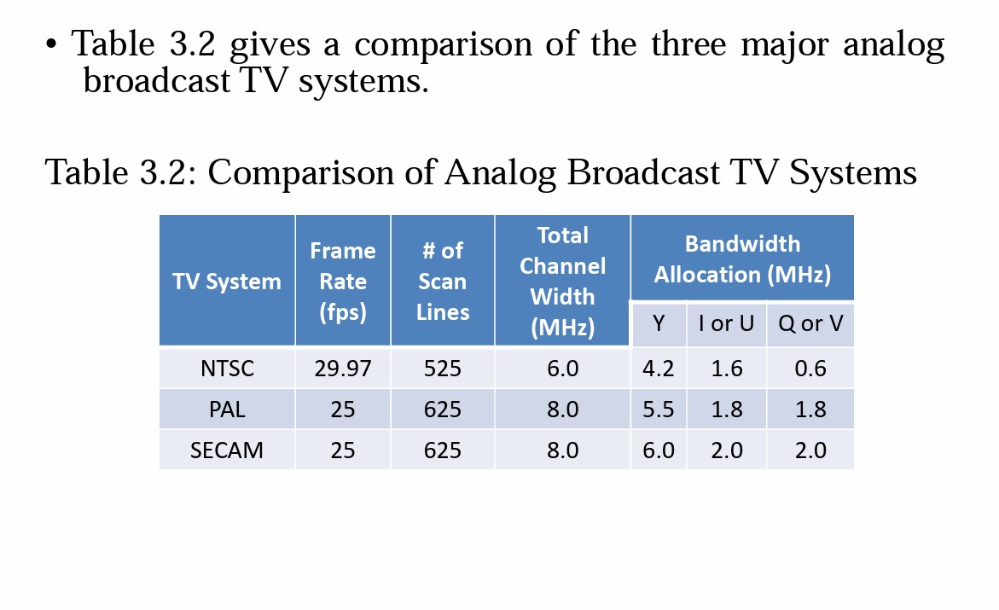 • Table 3.2 gives a comparison of the three major analog
broadcast TV systems.
Table 3.2: Comparison of Analog Broadcast TV Systems
TV System
Frame
Rate
(fps)
# of
Scan
Lines
Total
Channel
Width
(MHz)
Bandwidth
Allocation (MHz)
Y I or U Q or V
NTSC 29.97 525 6.0 4.2 1.6 0.6
PAL 25 625 8.0 5.5 1.8 1.8
SECAM 25 625 8.0 6.0 2.0 2.0